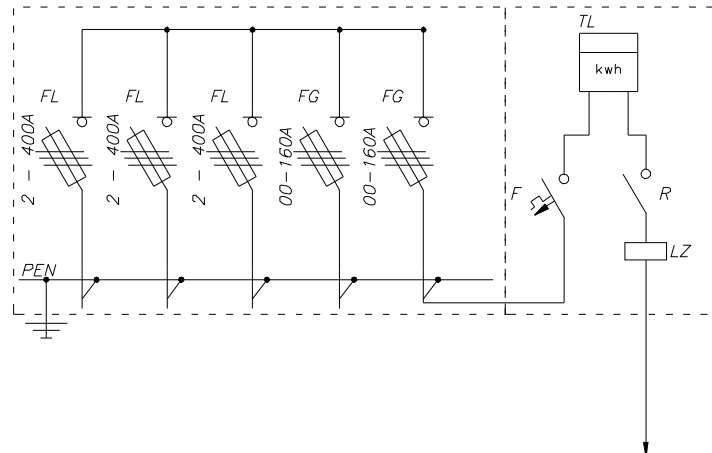 TL
kwh
FL
FL
FL
FG
FG
2 - 400A
2 - 400A
2 - 400A
00-160A
00-160A
F
R
LZ
PEN